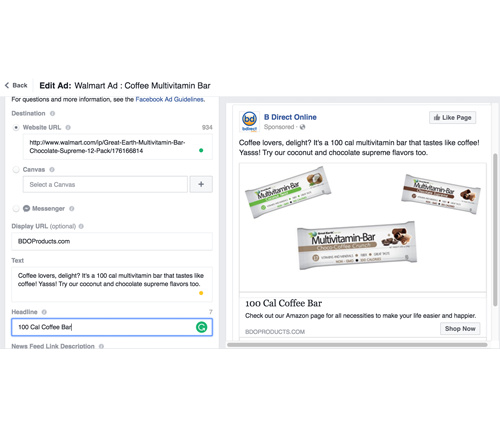 Back
Edit Ad: Walmart Ad : Coffee Multivitamin Bar
For questions and more information, see the Facebook Ad Guidelines.
Destination
Website URL
934
http://www.walmart.com/ip/Great-Earth-Multivitamin-Bar-
Chocolate-Supreme-12-Pack/176166814
Canvas
Select a Canvas
+
Messenger
Display URL (optional)
BDOProducts.com
Text
Coffee lovers, delight? It's a 100 cal multivitamin bar that tastes like
coffee! Yasss! Try our coconut and chocolate supreme flavors too.
Headline
7
100 Cal Coffee Bar
News Feed Link Description
bd
bdirect
B Direct Online
Sponsored
Like Page
Coffee lovers, delight? It's a 100 cal multivitamin bar that tastes like coffee!
Yasss! Try our coconut and chocolate supreme flavors too.
Multivitamin-Bar
Multivitamin-Bar
Multivitamin-Bar
100 Cal Coffee Bar
Check out our Amazon page for all necessities to make your life easier and happier.
BDOPRODUCTS.COM
Shop Now